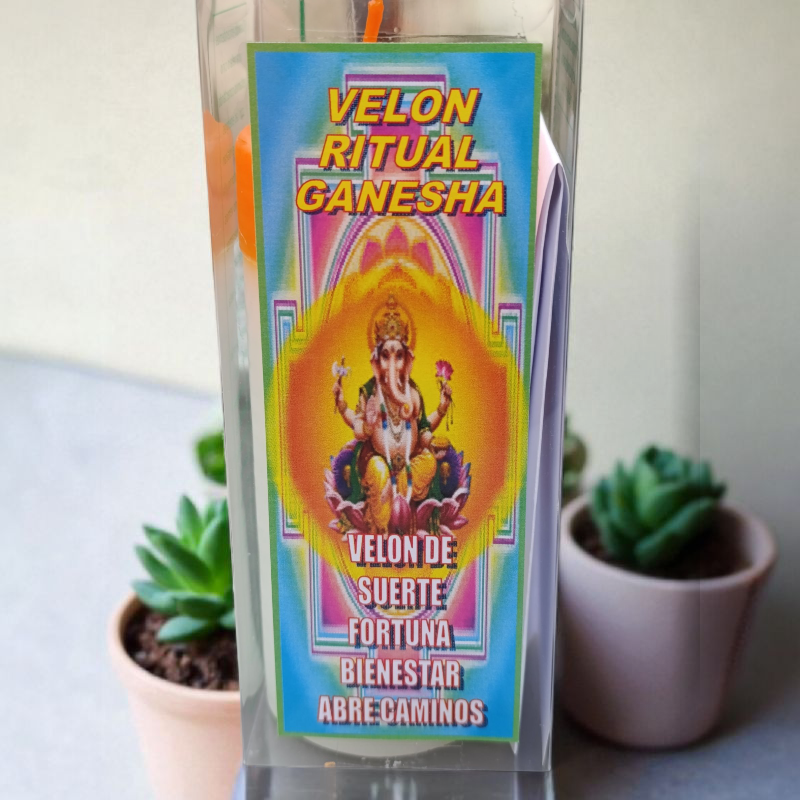 VELON
RITUAL
GANESHA
VELON DE
SUERTE
FORTUNA
BIENESTAR
ABRE CAMINOS